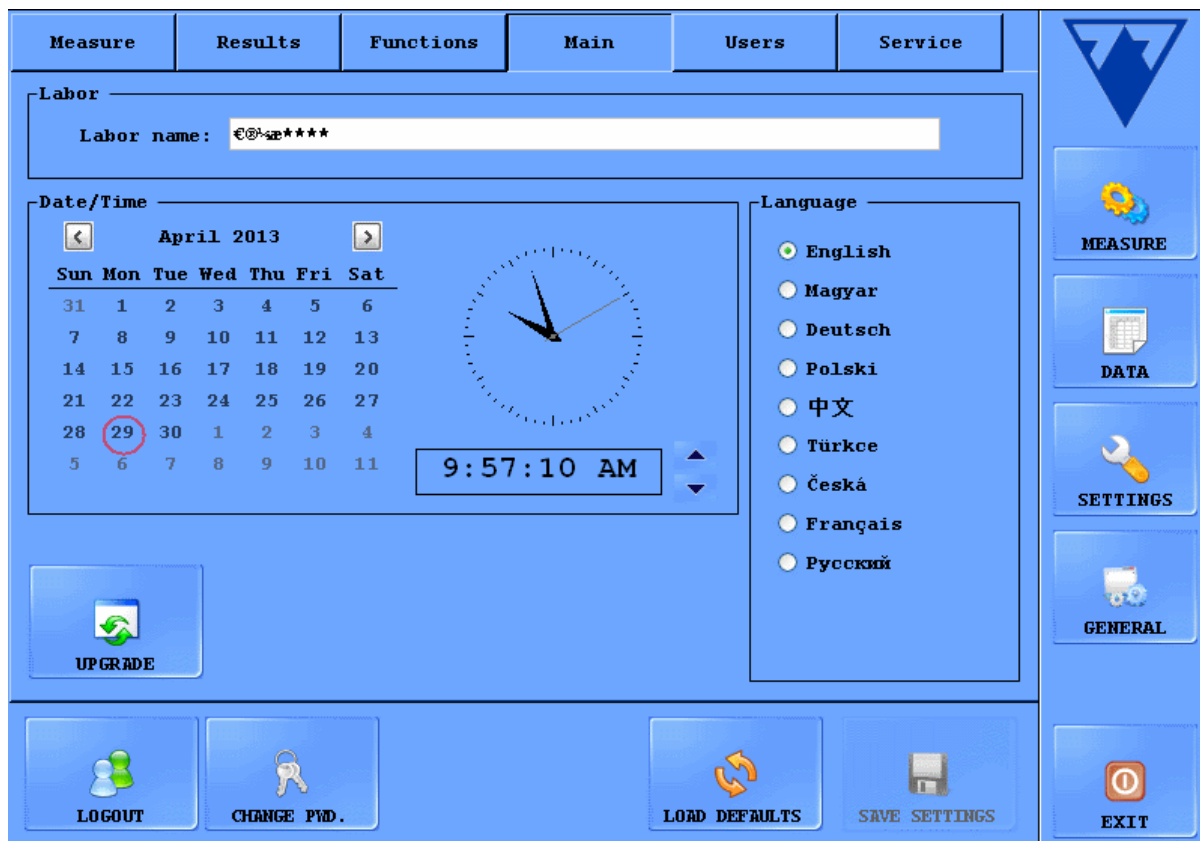 Measure Results Functions Main Users Service
Labor
Labor name: €®¼æ****
Date/Time
April 2013
Sun Mon Tue Wed Thu Fri Sat
31 1 2 3 4 5 6
7 8 9 10 11 12 13
14 15 16 17 18 19 20
21 22 23 24 25 26 27
28 29 30 1 2 3 4
5 6 7 8 9 10 11
9:57:10 AM
Language
English
Magyar
Deutsch
Polski
中文
Türkce
Česká
Français
Русский
UPGRADE
LOGOUT
CHANGE PWD.
LOAD DEFAULTS
SAVE SETTINGS
MEASURE
DATA
SETTINGS
GENERAL
EXIT